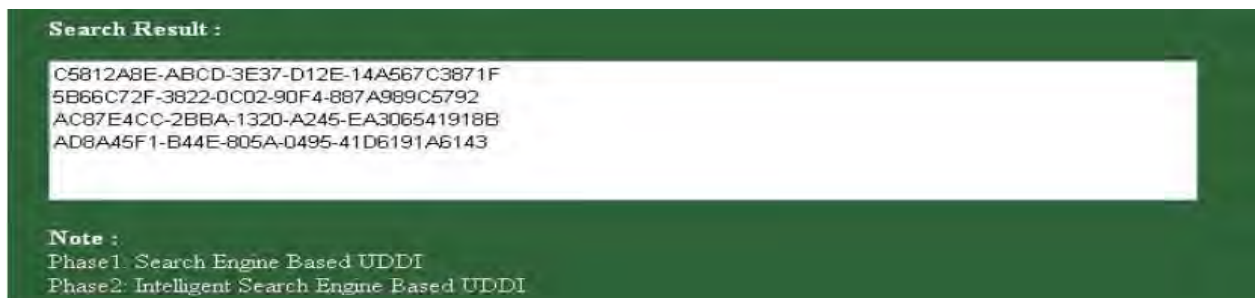 Search Result :
C5812A8E-ABCD-3E37-D12E-14A567C3871F
5B66C72F-3822-0C02-90F4-887A989C5792
AC87E4CC-2BBA-1320-A245-EA306541918B
AD8A45F1-B44E-805A-0495-41D6191A6143
Note :
Phase1: Search Engine Based UDDI
Phase2: Intelligent Search Engine Based UDDI